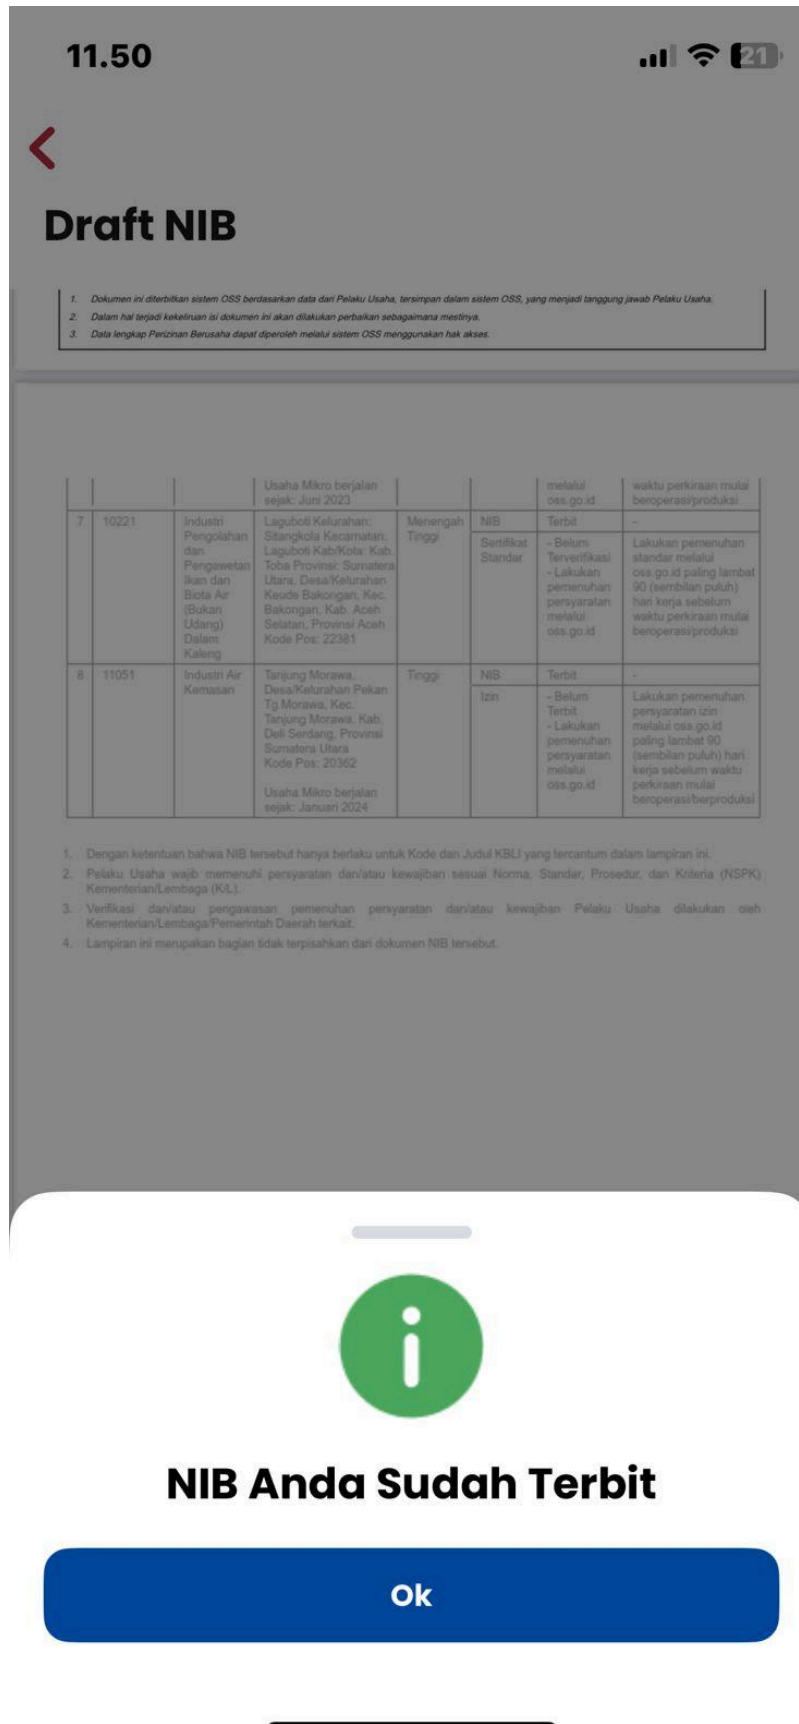 11.50
21
Draft NIB
1. Dokumen ini diterbitkan sistem OSS berdasarkan data dari Pelaku Usaha, tersimpan dalam sistem OSS, yang menjadi tanggung jawab Pelaku Usaha.
2. Dalam hal terjadi kekeliruan isi dokumen ini akan dilakukan perbaikan sebagaimana mestinya.
3. Data lengkap Perizinan Berusaha dapat diperoleh melalui sistem OSS menggunakan hak akses.
Usaha Mikro berjalan
sejak: Juni 2023
melalui
oss.go.id
waktu perkiraan mulai
beroperasi/produksi
7
10221
Industri
Pengolahan
dan
Pengawetan
Ikan dan
Biota Air
(Bukan
Udang)
Dalam
Kaleng
Laguboti Kelurahan:
Sitangkola Kecamatan:
Laguboti Kab/Kota: Kab.
Toba Provinsi: Sumatera
Utara, Desa/Kelurahan
Keude Bakongan, Kec.
Bakongan, Kab. Aceh
Selatan, Provinsi Aceh
Kode Pos: 22381
Menengah
Tinggi
NIB
Terbit
-
Sertifikat
Standar
- Belum
Terverifikasi
- Lakukan
pemenuhan
persyaratan
melalui
oss.go.id
Lakukan pemenuhan
standar melalui
oss.go.id paling lambat
90 (sembilan puluh)
hari kerja sebelum
waktu perkiraan mulai
beroperasi/produksi
8
11051
Industri Air
Kemasan
Tanjung Morawa,
Desa/Kelurahan Pekan
Tg Morawa, Kec.
Tanjung Morawa, Kab.
Deli Serdang, Provinsi
Sumatera Utara
Kode Pos: 20362
Usaha Mikro berjalan
sejak: Januari 2024
Tinggi
NIB
Terbit
-
Izin
- Belum
Terbit
- Lakukan
pemenuhan
persyaratan
melalui
oss.go.id
Lakukan pemenuhan
persyaratan izin
melalui oss.go.id
paling lambat 90
(sembilan puluh) hari
kerja sebelum waktu
perkiraan mulai
beroperasi/berproduksi
1. Dengan ketentuan bahwa NIB tersebut hanya berlaku untuk Kode dan Judul KBLI yang tercantum dalam lampiran ini.
2. Pelaku Usaha wajib memenuhi persyaratan dan/atau kewajiban sesuai Norma, Standar, Prosedur, dan Kriteria (NSPK)
Kementerian/Lembaga (K/L).
3. Verifikasi dan/atau pengawasan pemenuhan persyaratan dan/atau kewajiban Pelaku Usaha dilakukan oleh
Kementerian/Lembaga/Pemerintah Daerah terkait.
4. Lampiran ini merupakan bagian tidak terpisahkan dari dokumen NIB tersebut.
NIB Anda Sudah Terbit
Ok